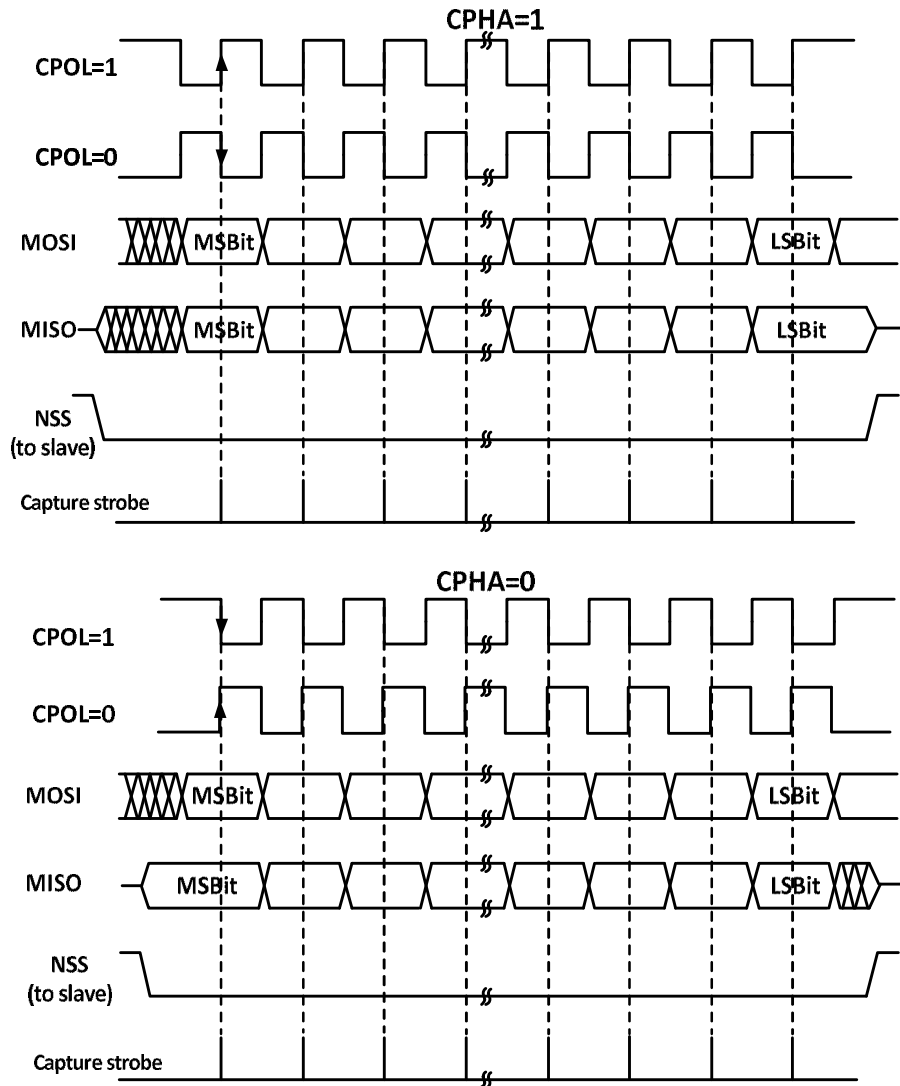 CPHA=1
CPOL=1
CPOL=0
MOSI
MSBit
LSBit
MISO
MSBit
LSBit
NSS
(to slave)
Capture strobe
CPHA=0
CPOL=1
CPOL=0
MOSI
MSBit
LSBit
MISO
MSBit
LSBit
NSS
(to slave)
Capture strobe